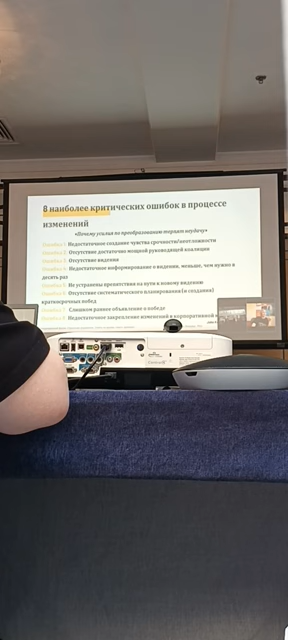 8 наиболее критических ошибок в процессе
изменений
«Почему усилия по преобразованию терпят неудачу»
Ошибка 1: Недостаточное создание чувства срочности/неотложности
Ошибка 2: Отсутствие достаточно мощной руководящей коалиции
Ошибка 3: Отсутствие видения
Ошибка 4: Недостаточное информирование о видении, меньше, чем нужно в
десять раз
Ошибка 5: Не устранены препятствия на пути к новому видению
Ошибка 6: Отсутствие систематического планирования (и создания)
краткосрочных побед
Ошибка 7: Слишком раннее объявление о победе
Ошибка 8: Недостаточное закрепление изменений в корпоративной